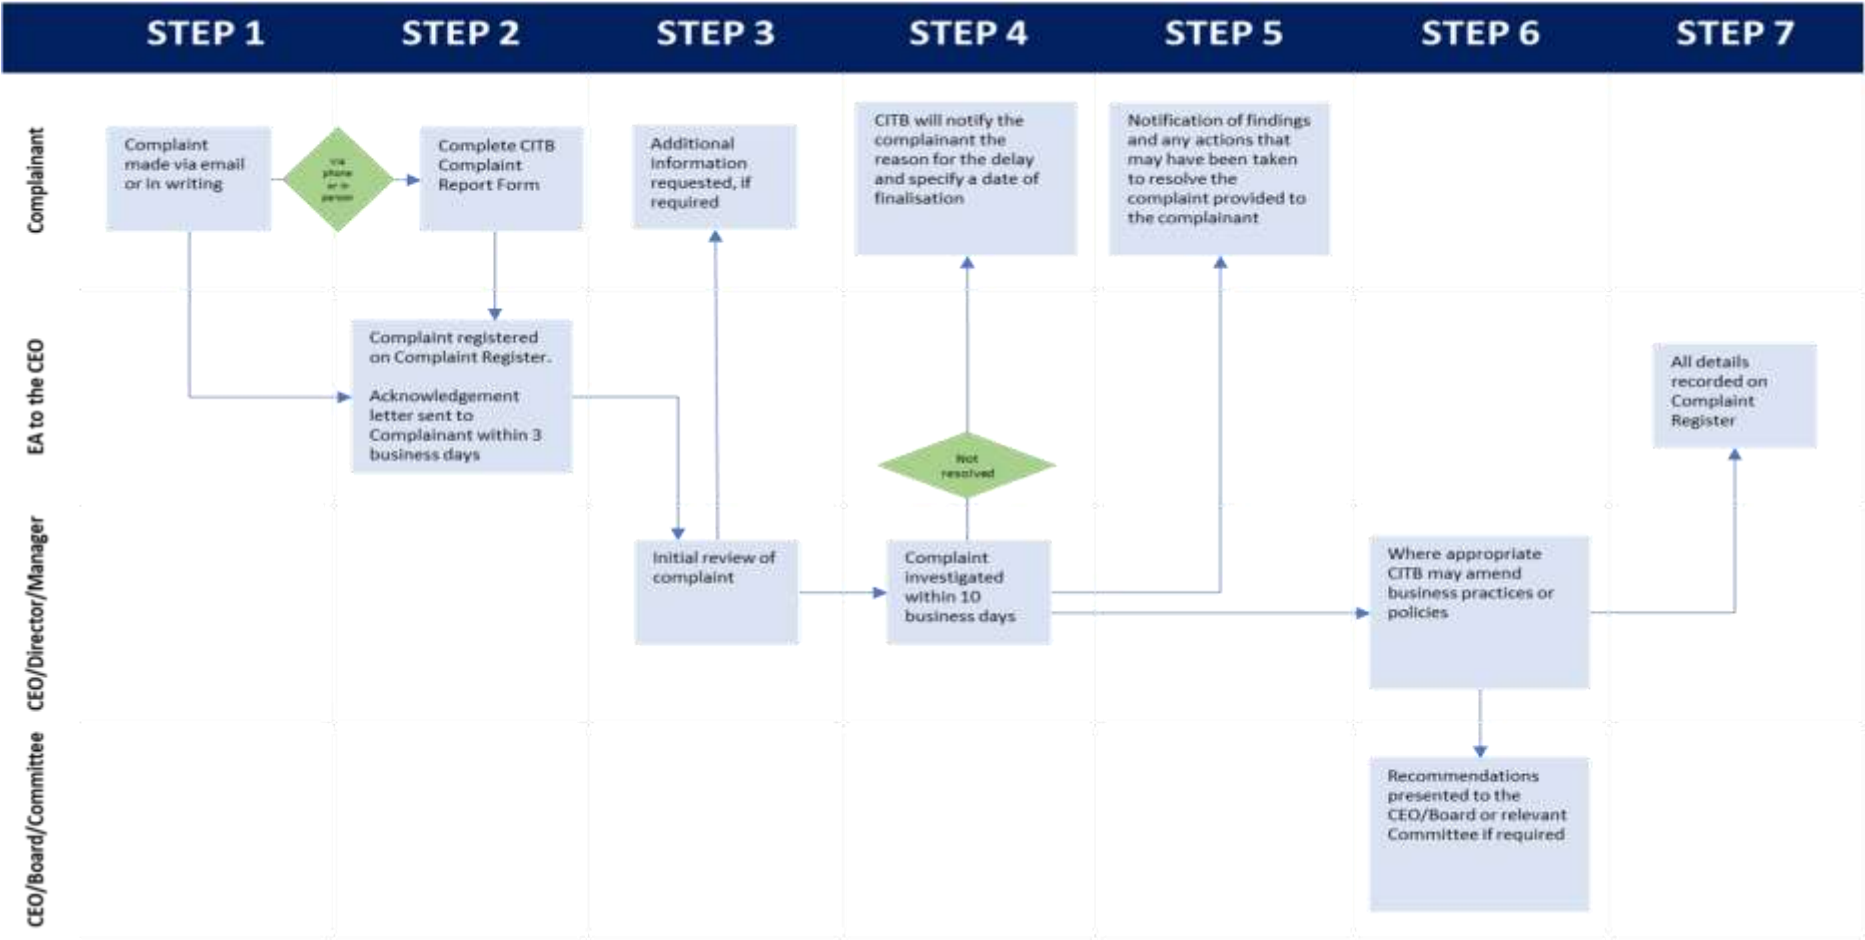 STEP 1
STEP 2
STEP 3
STEP 4
STEP 5
STEP 6
STEP 7
Complainant
Complaint
made via email
or in writing
via
phone
or in
person
Complete CITB
Complaint
Report Form
Additional
information
requested, if
required
CITB will notify the
complainant the
reason for the delay
and specify a date of
finalisation
Notification of findings
and any actions that
may have been taken
to resolve the
complaint provided to
the complainant
EA to the CEO
Complaint registered
on Complaint Register.
Acknowledgement
letter sent to
Complainant within 3
business days
Not
resolved
All details
recorded on
Complaint
Register
CEO/Director/Manager
Initial review of
complaint
Complaint
investigated
within 10
business days
Where appropriate
CITB may amend
business practices or
policies
CEO/Board/Committee
Recommendations
presented to the
CEO/Board or relevant
Committee if required